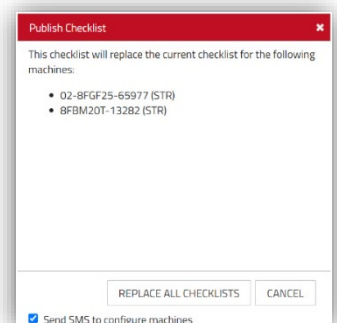 Publish Checklist ×
This checklist will replace the current checklist for the following
machines:
• 02-8FGF25-65977 (STR)
• 8FBM20T-13282 (STR)
REPLACE ALL CHECKLISTS CANCEL
Send SMS to configure machines